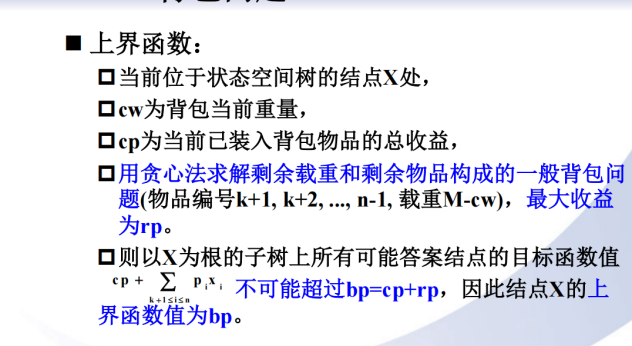 ■ 上界函数：
□ 当前位于状态空间树的结点X处，
□ cw为背包当前重量，
□ cp为当前已装入背包物品的总收益，
□ 用贪心法求解剩余载重和剩余物品构成的一般背包问
题(物品编号k+1, k+2, ..., n-1, 载重M-cw)，最大收益
为rp。
□ 则以X为根的子树上所有可能答案结点的目标函数值
cp + ∑ pᵢxᵢ 不可能超过bp=cp+rp，因此结点X的上
k+1≤i≤n
界函数值为bp。